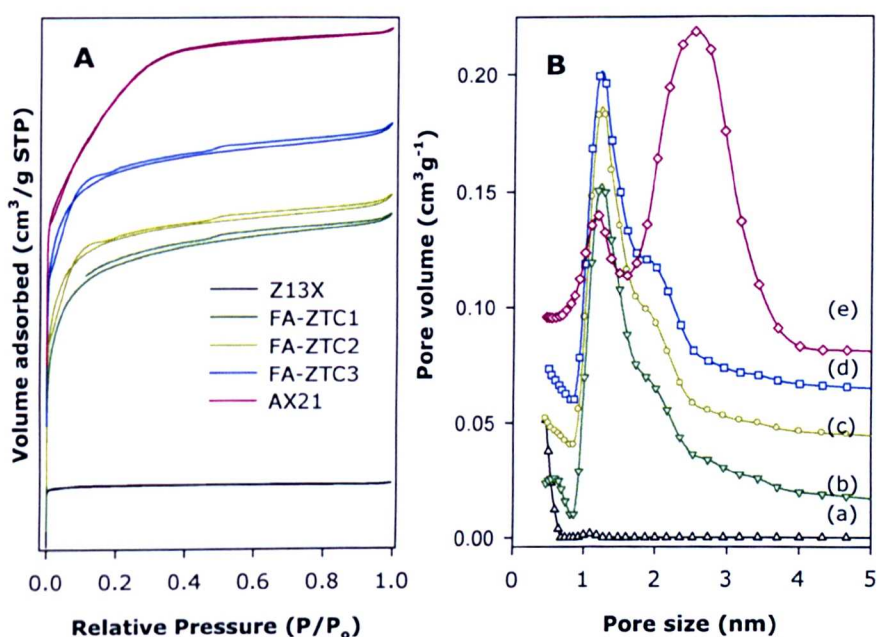 A
Volume adsorbed (cm³/g STP)
Z13X
FA-ZTC1
FA-ZTC2
FA-ZTC3
AX21
0.0 0.2 0.4 0.6 0.8 1.0
Relative Pressure (P/Pₒ)
B
Pore volume (cm³g⁻¹)
0.20
0.15
0.10
0.05
0.00
(e)
(d)
(c)
(b)
(a)
0 1 2 3 4 5
Pore size (nm)